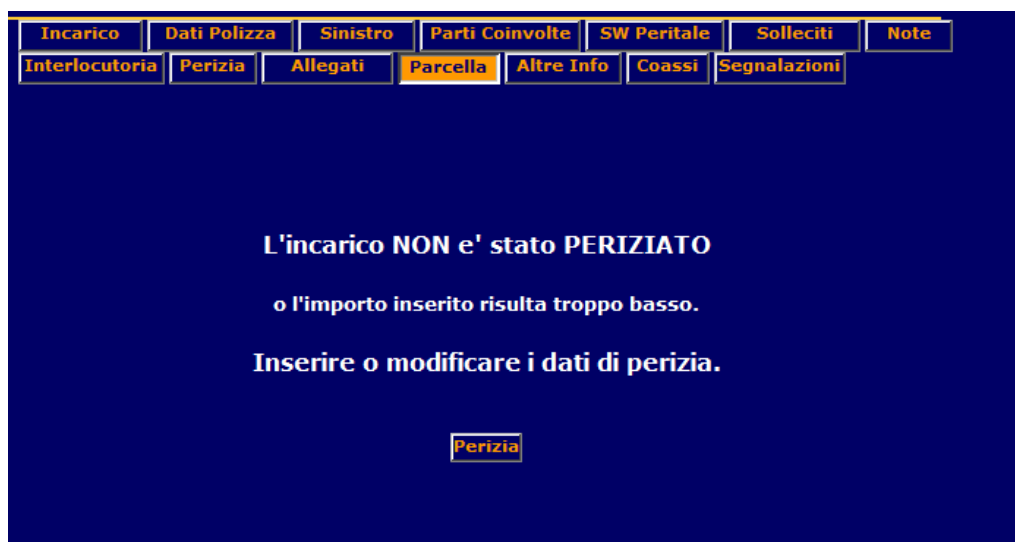 Incarico Dati Polizza Sinistro Parti Coinvolte SW Peritale Solleciti Note
Interlocutoria Perizia Allegati Parcella Altre Info Coassi Segnalazioni
L'incarico NON e' stato PERIZIATO
o l'importo inserito risulta troppo basso.
Inserire o modificare i dati di perizia.
Perizia